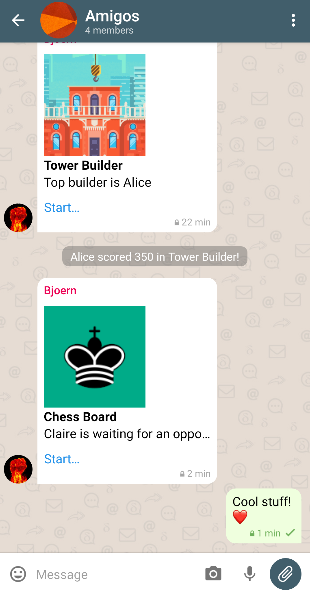 Amigos
4 members
Bjoern
Tower Builder
Top builder is Alice
Start...
22 min
Alice scored 350 in Tower Builder!
Bjoern
Chess Board
Claire is waiting for an oppo...
Start...
2 min
Cool stuff!
❤️
1 min
Message